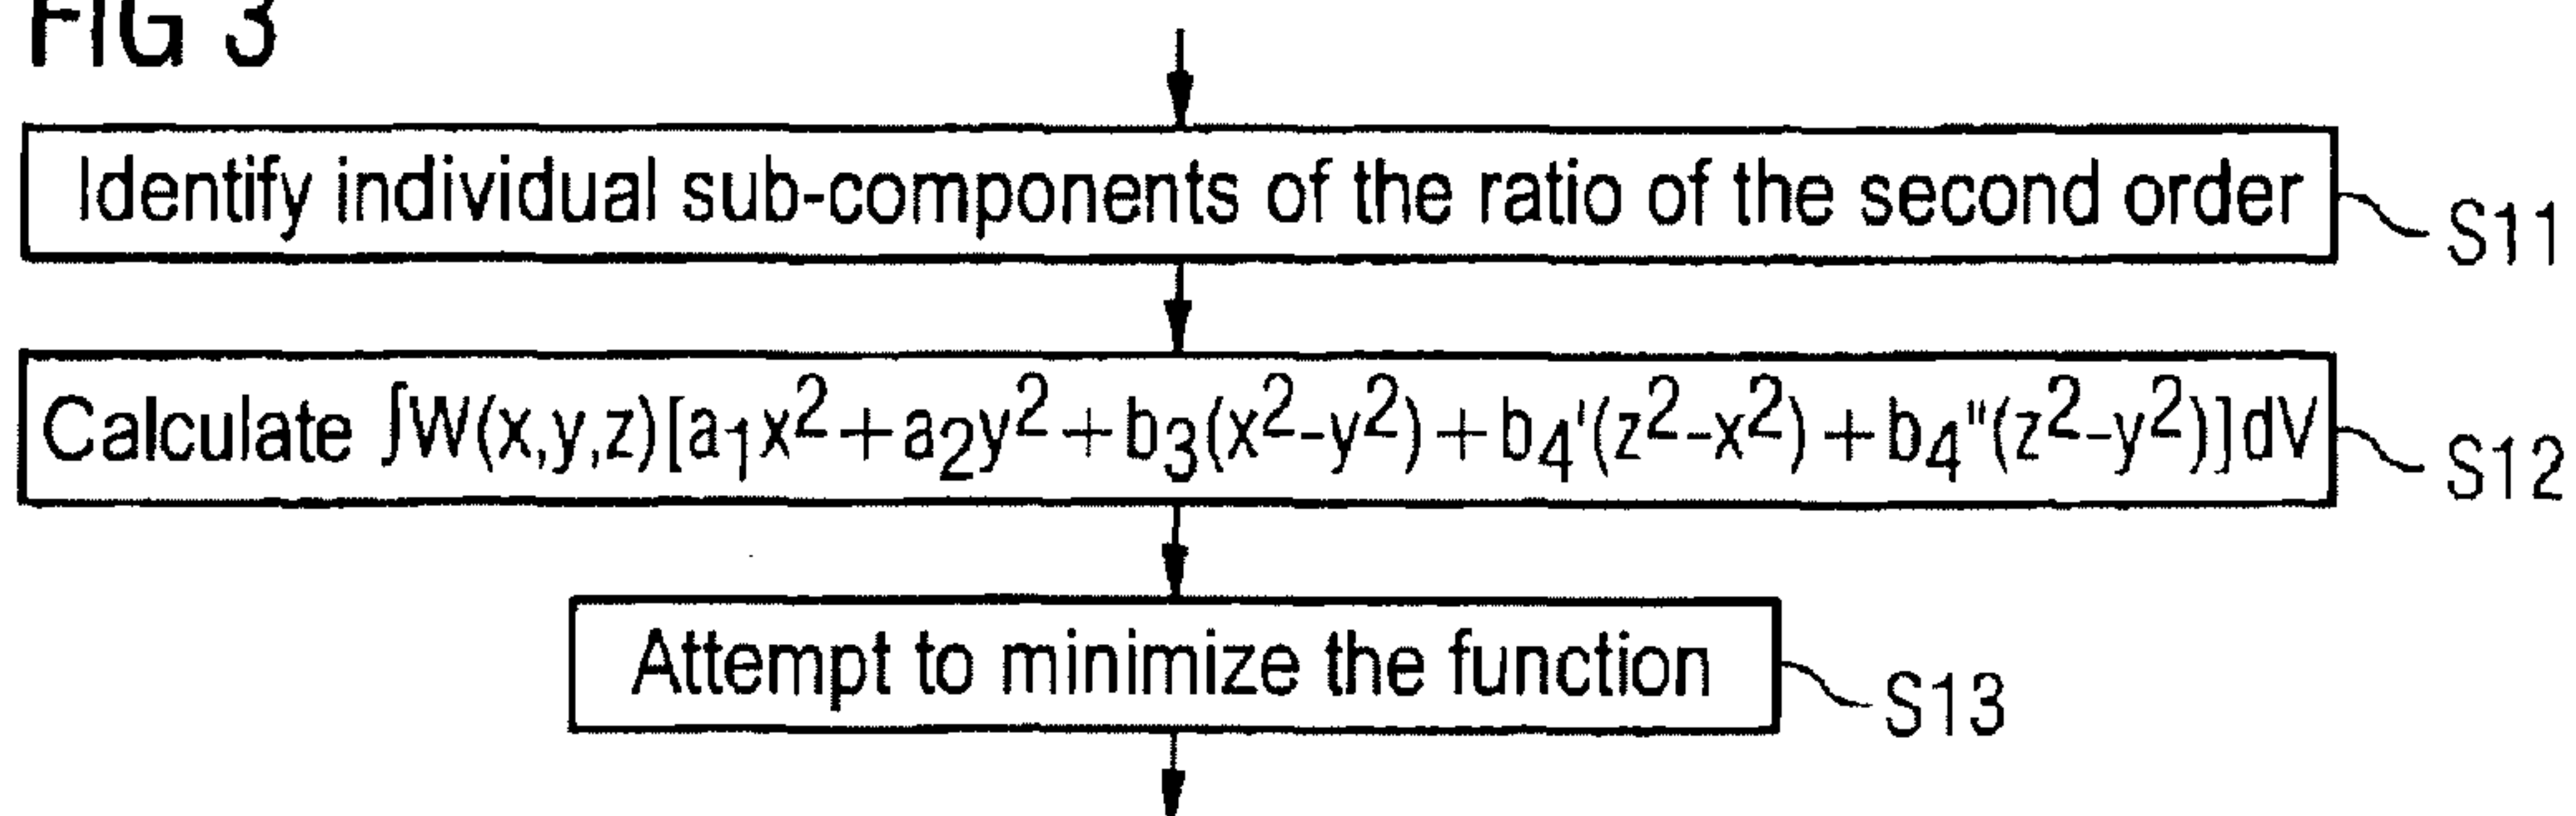 FIG 3
Identify individual sub-components of the ratio of the second order
S11
Calculate ∫W(x,y,z)[a₁x²+a₂y²+b₃(x²-y²)+b₄'(z²-x²)+b₄"(z²-y²)]dV
S12
Attempt to minimize the function
S13